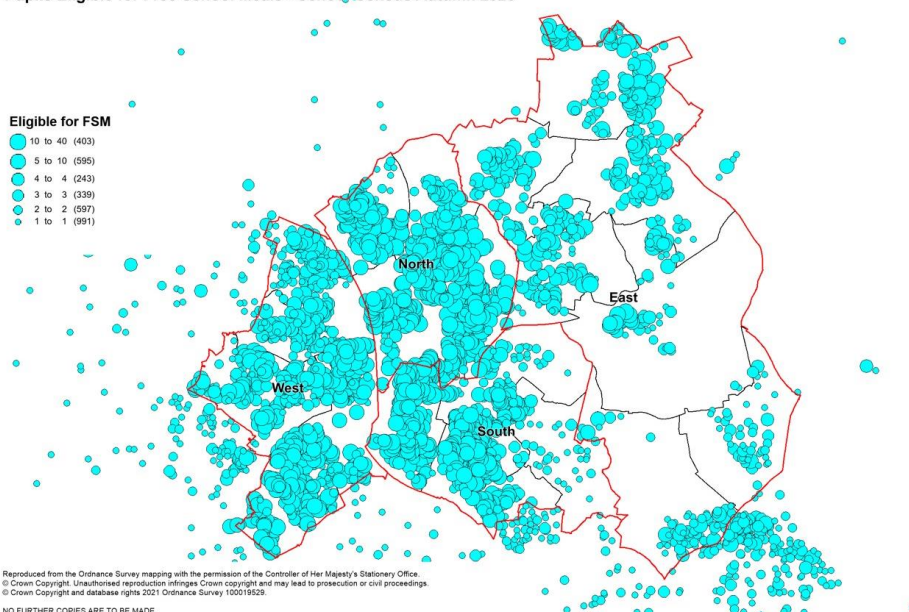 Eligible for FSM
10 to 40 (403)
5 to 10 (595)
4 to 4 (243)
3 to 3 (339)
2 to 2 (597)
1 to 1 (991)
North
East
West
South
Reproduced from the Ordnance Survey mapping with the permission of the Controller of Her Majesty's Stationery Office.
© Crown Copyright. Unauthorised reproduction infringes Crown copyright and may lead to prosecution or civil proceedings.
© Crown Copyright and database rights 2021 Ordnance Survey 100019529.
NO FURTHER COPIES ARE TO BE MADE